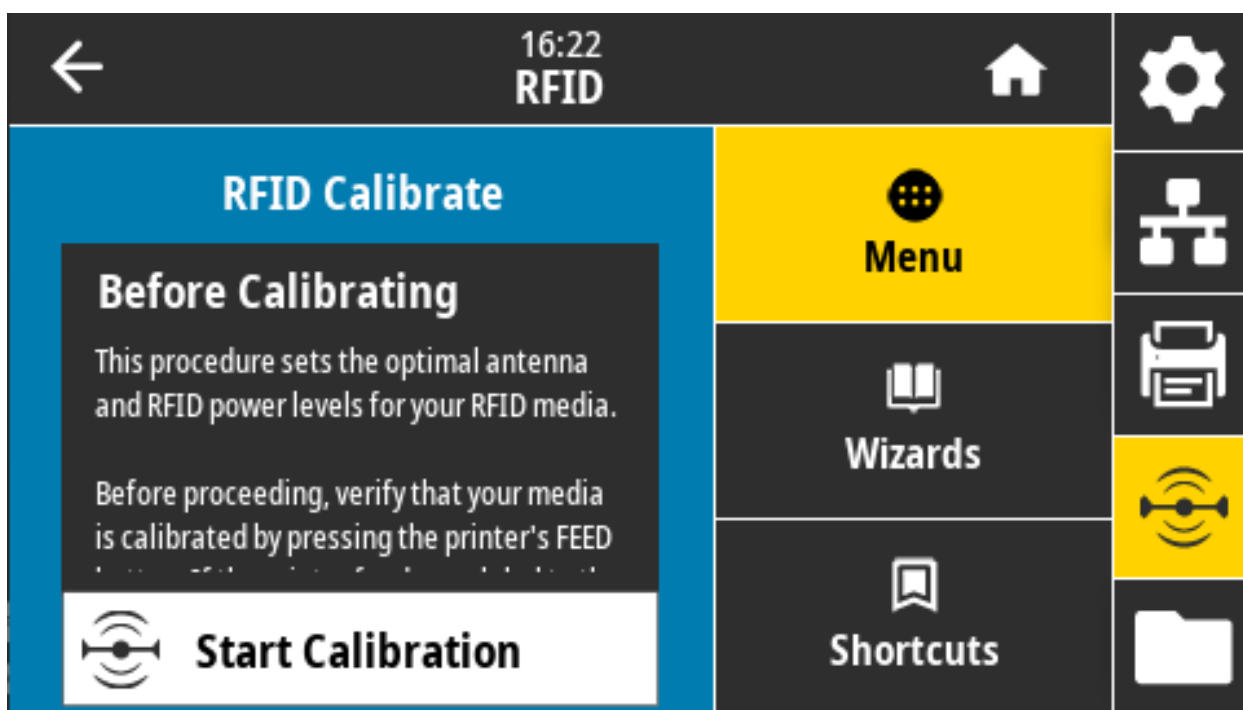 16:22
RFID
RFID Calibrate
Before Calibrating
This procedure sets the optimal antenna
and RFID power levels for your RFID media.
Before proceeding, verify that your media
is calibrated by pressing the printer's FEED
Start Calibration
Menu
Wizards
Shortcuts